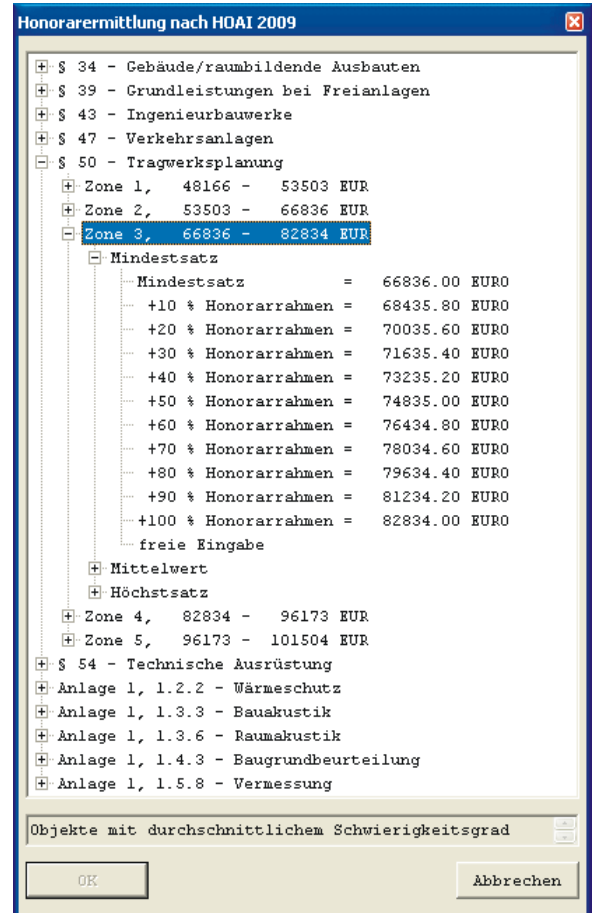 Honorarermittlung nach HOAI 2009
§ 34 - Gebäude/raumbildende Ausbauten
§ 39 - Grundleistungen bei Freianlagen
§ 43 - Ingenieurbauwerke
§ 47 - Verkehrsanlagen
§ 50 - Tragwerksplanung
Zone 1, 48166 - 53503 EUR
Zone 2, 53503 - 66836 EUR
Zone 3, 66836 - 82834 EUR
Mindestsatz
Mindestsatz = 66836.00 EURO
+10 % Honorarrahmen = 68435.80 EURO
+20 % Honorarrahmen = 70035.60 EURO
+30 % Honorarrahmen = 71635.40 EURO
+40 % Honorarrahmen = 73235.20 EURO
+50 % Honorarrahmen = 74835.00 EURO
+60 % Honorarrahmen = 76434.80 EURO
+70 % Honorarrahmen = 78034.60 EURO
+80 % Honorarrahmen = 79634.40 EURO
+90 % Honorarrahmen = 81234.20 EURO
+100 % Honorarrahmen = 82834.00 EURO
freie Eingabe
Mittelwert
Höchstsatz
Zone 4, 82834 - 96173 EUR
Zone 5, 96173 - 101504 EUR
§ 54 - Technische Ausrüstung
Anlage 1, 1.2.2 - Wärmeschutz
Anlage 1, 1.3.3 - Bauakustik
Anlage 1, 1.3.6 - Raumakustik
Anlage 1, 1.4.3 - Baugrundbeurteilung
Anlage 1, 1.5.8 - Vermessung
Objekte mit durchschnittlichem Schwierigkeitsgrad
OK Abbrechen